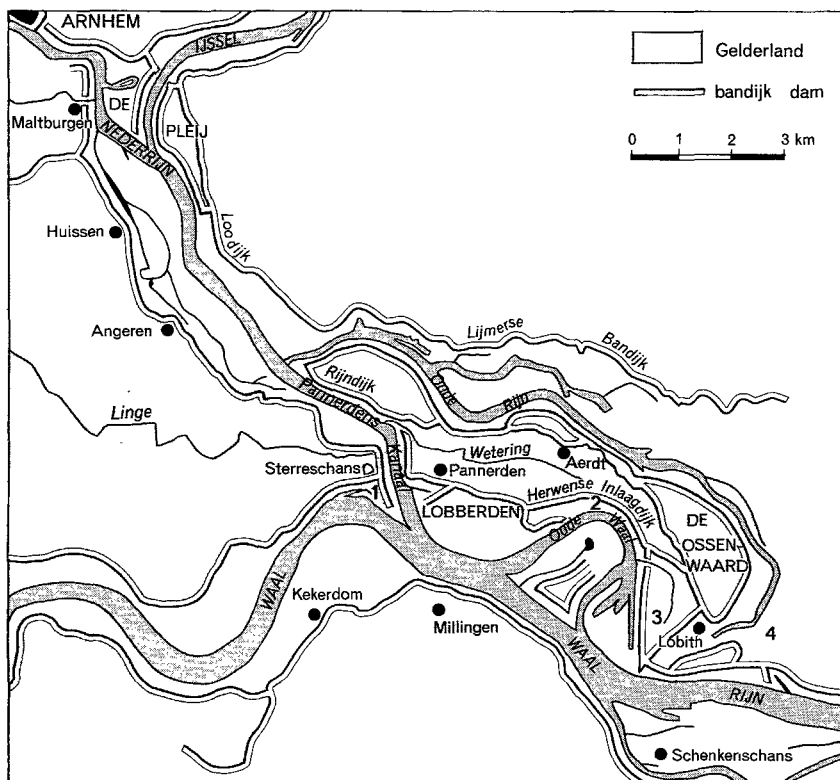 ARNHEM
IJSSEL
DE
PLEIJ
Maltburgen
NEDERRIJN
Huissen
Loodijk
Angeren
Lijmerse Bandijk
Rijndijk
Oude Rijn
Pannerdens Kanaal
Linge
Wetering
Aerdt
Sterreschans
Pannerden
Herwense Inlaagdijk
1
2
LOBBERDEN
Oude Waal
DE
OSSEN-
WAARD
WAAL
Kekerdom
Millingen
3
Lobith
4
WAAL
RIJN
Schenkenschans
Gelderland
bandijk dam
0 1 2 3 km